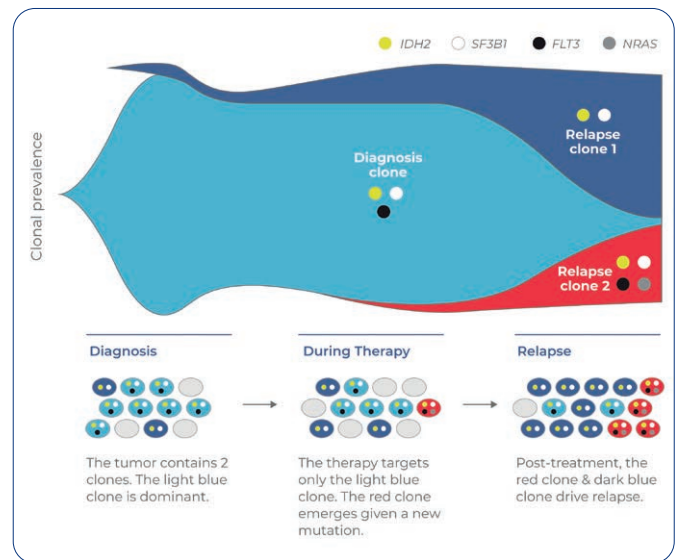 IDH2 SF3B1 FLT3 NRAS
Clonal prevalence
Relapse
clone 1
Diagnosis
clone
Relapse
clone 2
Diagnosis
The tumor contains 2
clones. The light blue
clone is dominant.
During Therapy
The therapy targets
only the light blue
clone. The red clone
emerges given a new
mutation.
Relapse
Post-treatment, the
red clone & dark blue
clone drive relapse.